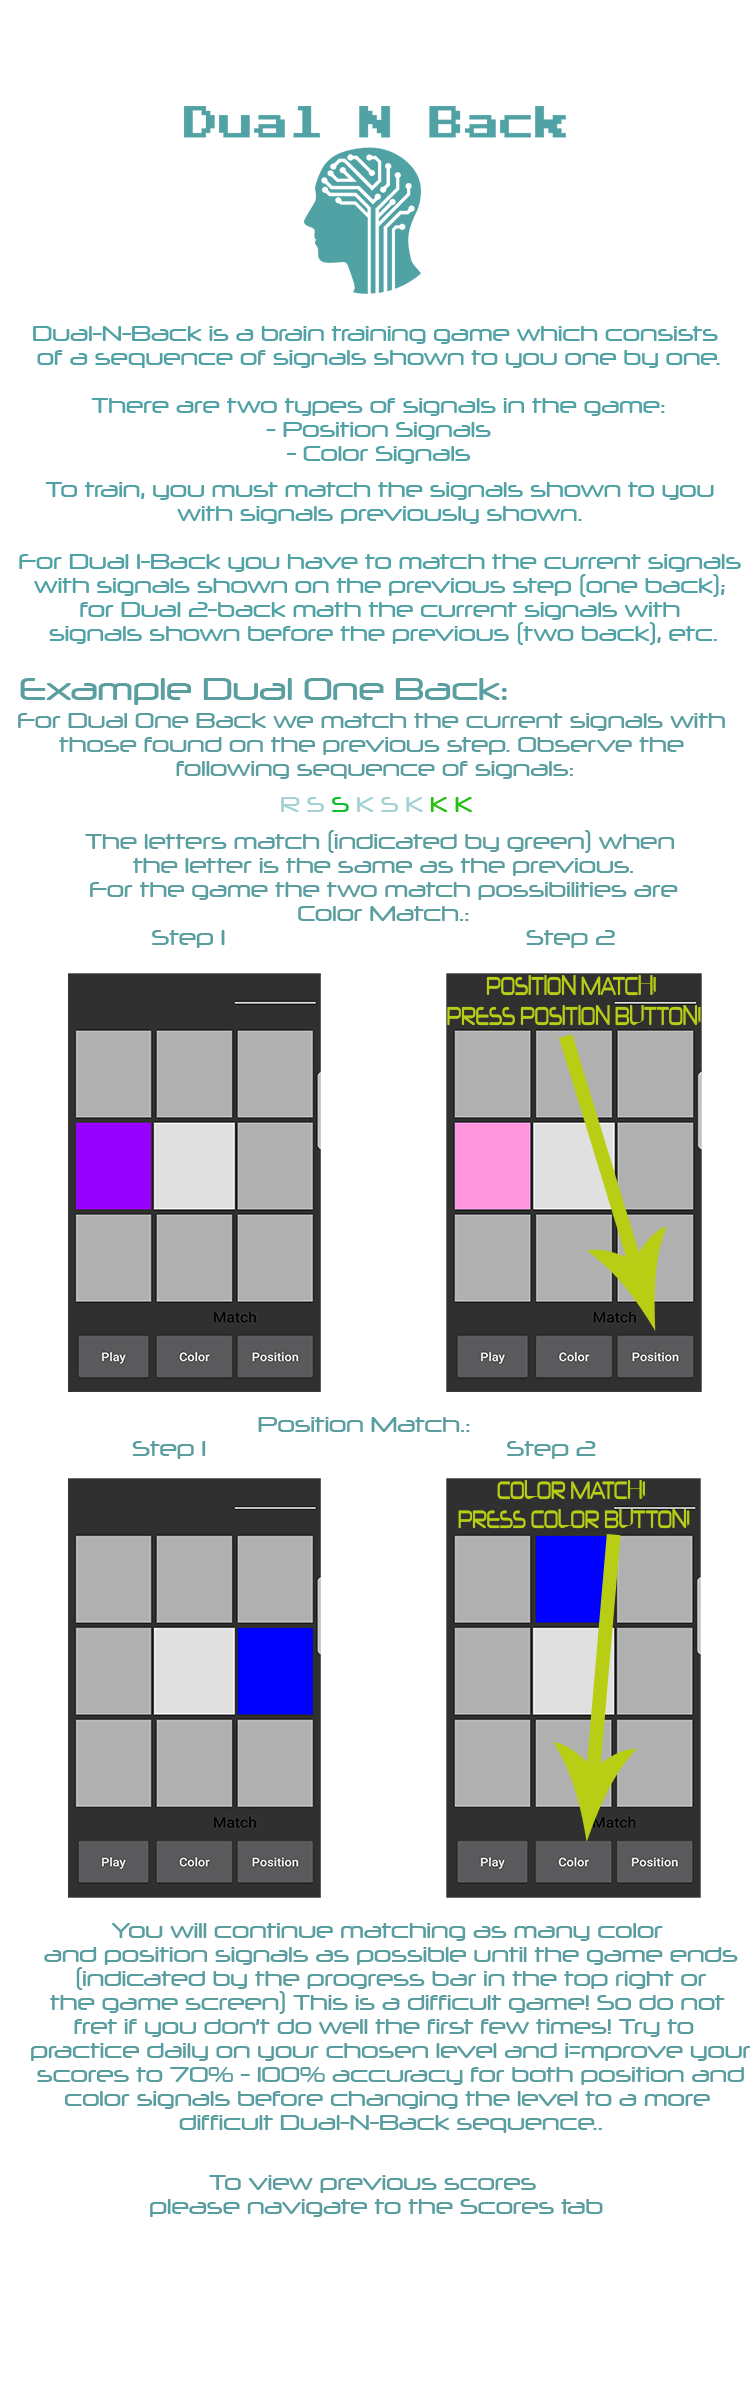 Dual N Back
Dual-N-Back is a brain training game which consists
of a sequence of signals shown to you one by one.
There are two types of signals in the game:
- Position Signals
- Color Signals
To train, you must match the signals shown to you
with signals previously shown.
For Dual 1-Back you have to match the current signals
with signals shown on the previous step (one back);
for Dual 2-back math the current signals with
signals shown before the previous (two back), etc.
Example Dual One Back:
For Dual One Back we match the current signals with
those found on the previous step. Observe the
following sequence of signals:
R S S K S K K K
The letters match (indicated by green) when
the letter is the same as the previous.
For the game the two match possibilities are
Color Match.:
Step 1 Step 2
POSITION MATCH!
PRESS POSITION BUTTON!
Match Match
Play Color Position Play Color Position
Position Match.:
Step 1 Step 2
COLOR MATCH!
PRESS COLOR BUTTON!
Match Match
Play Color Position Play Color Position
You will continue matching as many color
and position signals as possible until the game ends
(indicated by the progress bar in the top right or
the game screen) This is a difficult game! So do not
fret if you don't do well the first few times! Try to
practice daily on your chosen level and i=mprove your
scores to 70% - 100% accuracy for both position and
color signals before changing the level to a more
difficult Dual-N-Back sequence..
To view previous scores
please navigate to the Scores tab